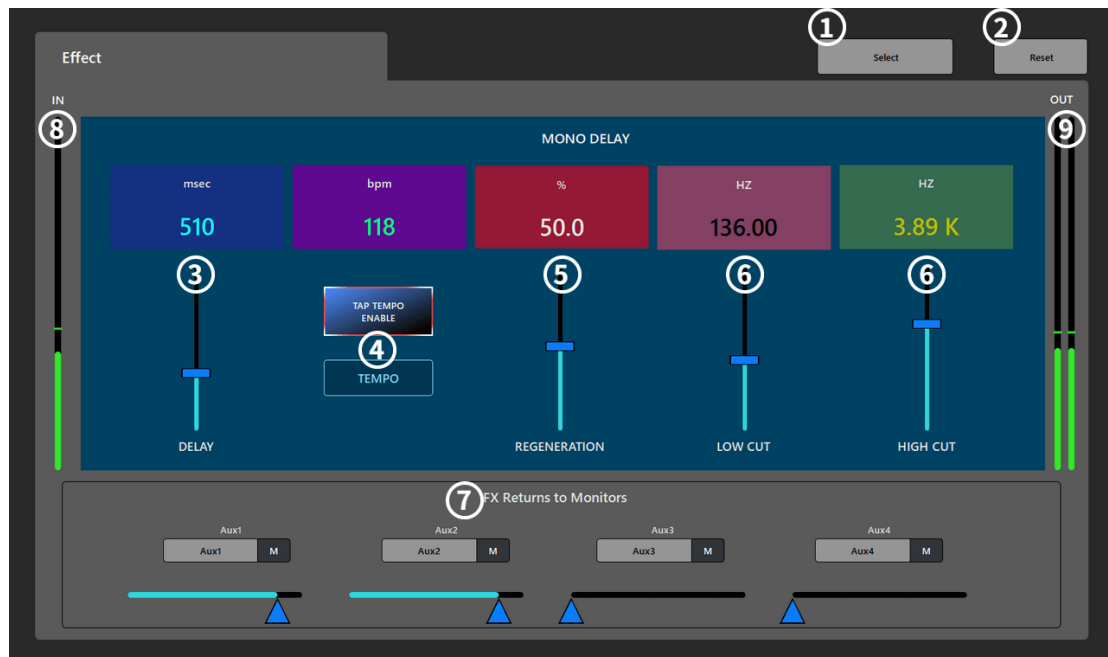 ① ②
Effect
Select
Reset
IN
OUT
⑧
⑨
MONO DELAY
msec
bpm
%
HZ
HZ
510
118
50.0
136.00
3.89 K
③
⑤
⑥
⑥
TAP TEMPO
ENABLE
④
TEMPO
DELAY
REGENERATION
LOW CUT
HIGH CUT
⑦
FX Returns to Monitors
Aux1
Aux2
Aux3
Aux4
Aux1 M
Aux2 M
Aux3 M
Aux4 M